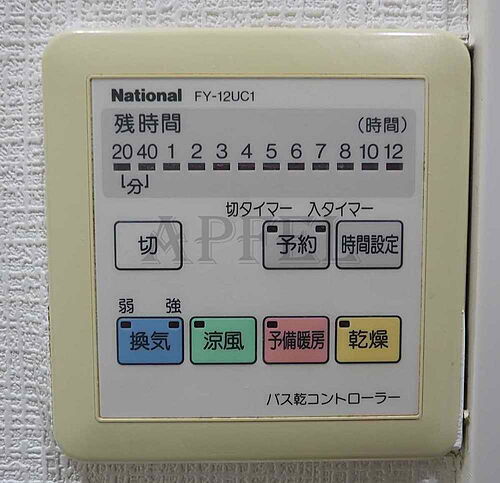 National FY-12UC1
残時間 (時間)
20 40 1 2 3 4 5 6 7 8 10 12
分
切タイマー 入タイマー
切 予約 時間設定
APFEL
弱 強
換気 涼風 予備暖房 乾燥
バス乾コントローラー